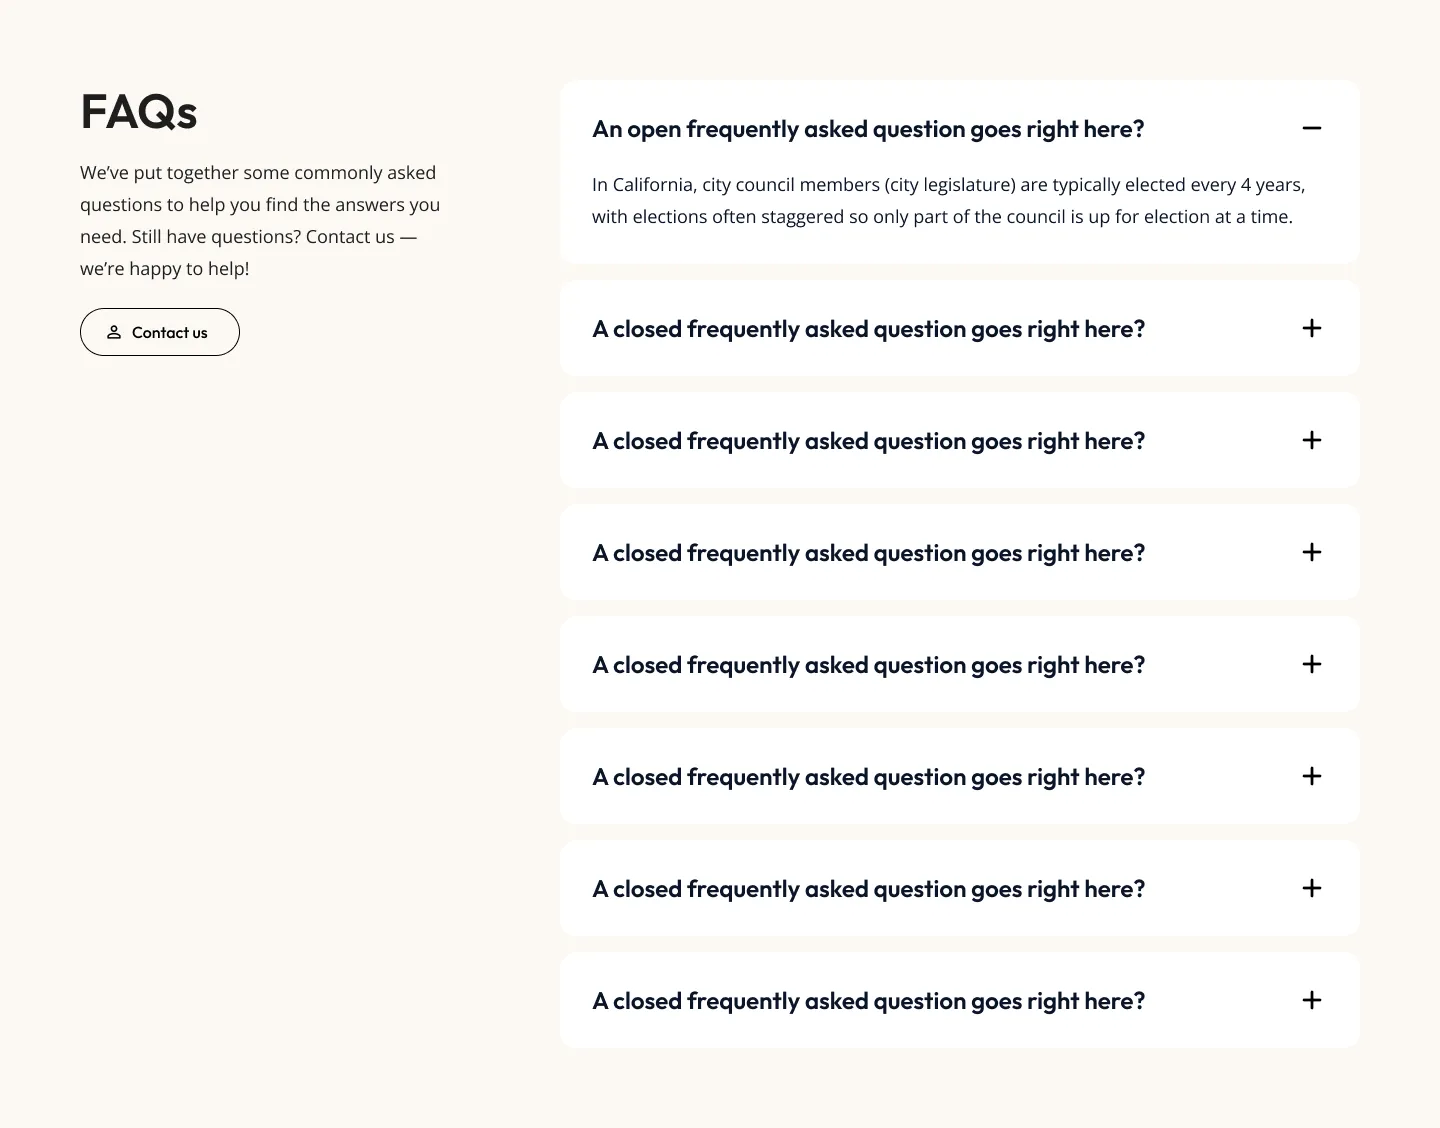 FAQs
We’ve put together some commonly asked
questions to help you find the answers you
need. Still have questions? Contact us —
we’re happy to help!
Contact us
An open frequently asked question goes right here?
In California, city council members (city legislature) are typically elected every 4 years,
with elections often staggered so only part of the council is up for election at a time.
A closed frequently asked question goes right here?
A closed frequently asked question goes right here?
A closed frequently asked question goes right here?
A closed frequently asked question goes right here?
A closed frequently asked question goes right here?
A closed frequently asked question goes right here?
A closed frequently asked question goes right here?